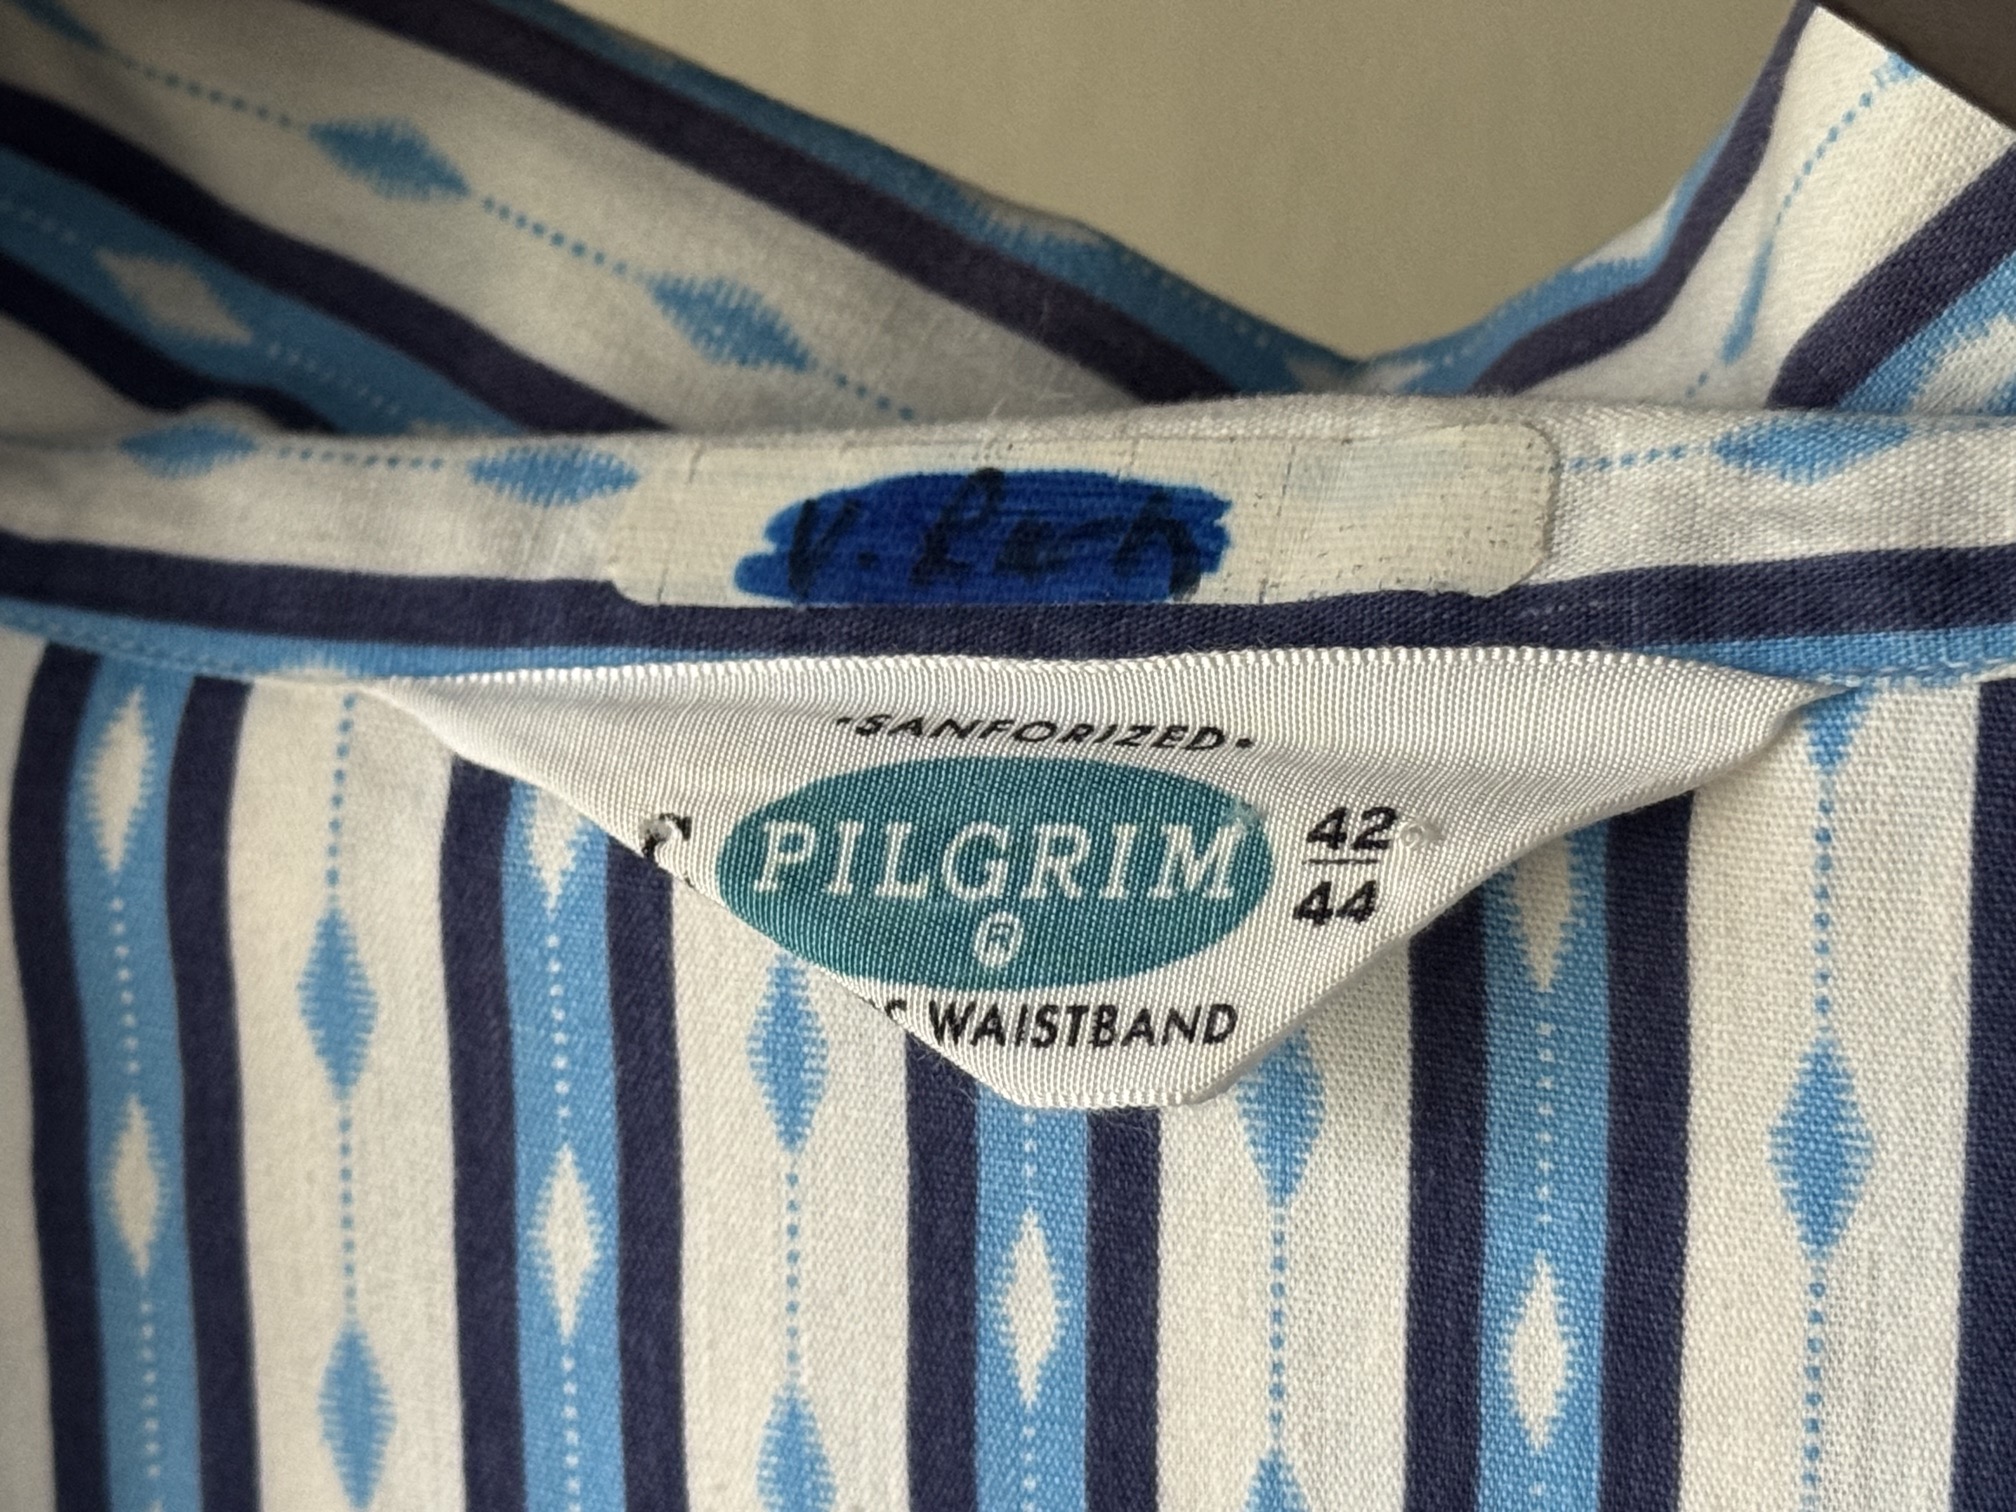 V.
•SANFORIZED•
PILGRIM
®
42
44
WAISTBAND